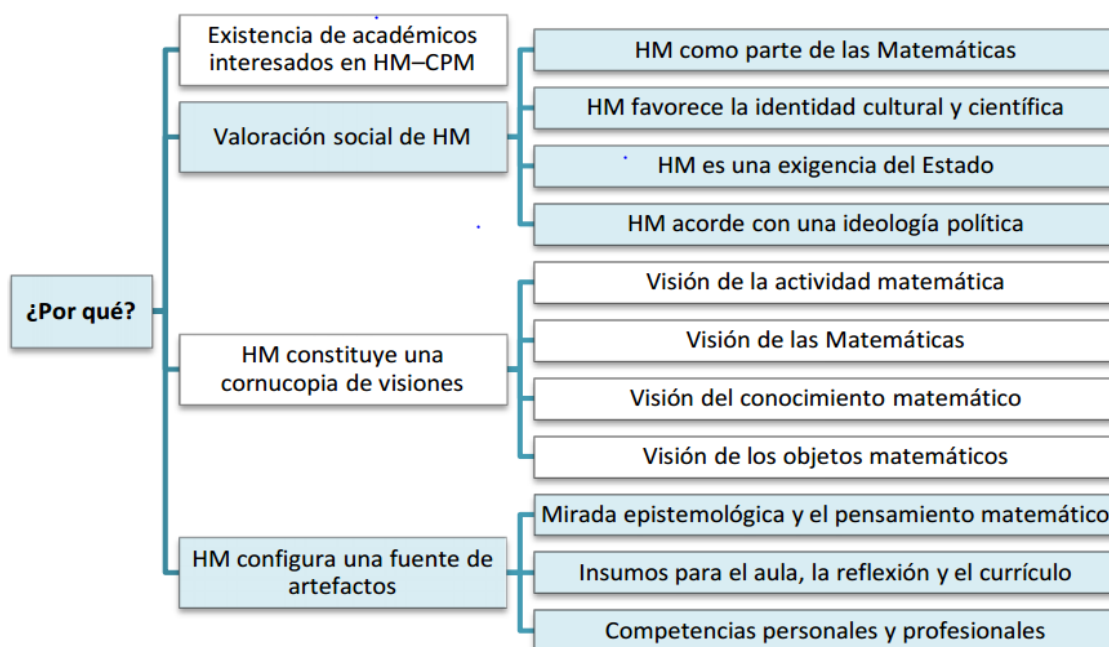 ¿Por qué?
Existencia de académicos
interesados en HM–CPM
Valoración social de HM
HM como parte de las Matemáticas
HM favorece la identidad cultural y científica
HM es una exigencia del Estado
HM acorde con una ideología política
HM constituye una
cornucopia de visiones
Visión de la actividad matemática
Visión de las Matemáticas
Visión del conocimiento matemático
Visión de los objetos matemáticos
HM configura una fuente de
artefactos
Mirada epistemológica y el pensamiento matemático
Insumos para el aula, la reflexión y el currículo
Competencias personales y profesionales